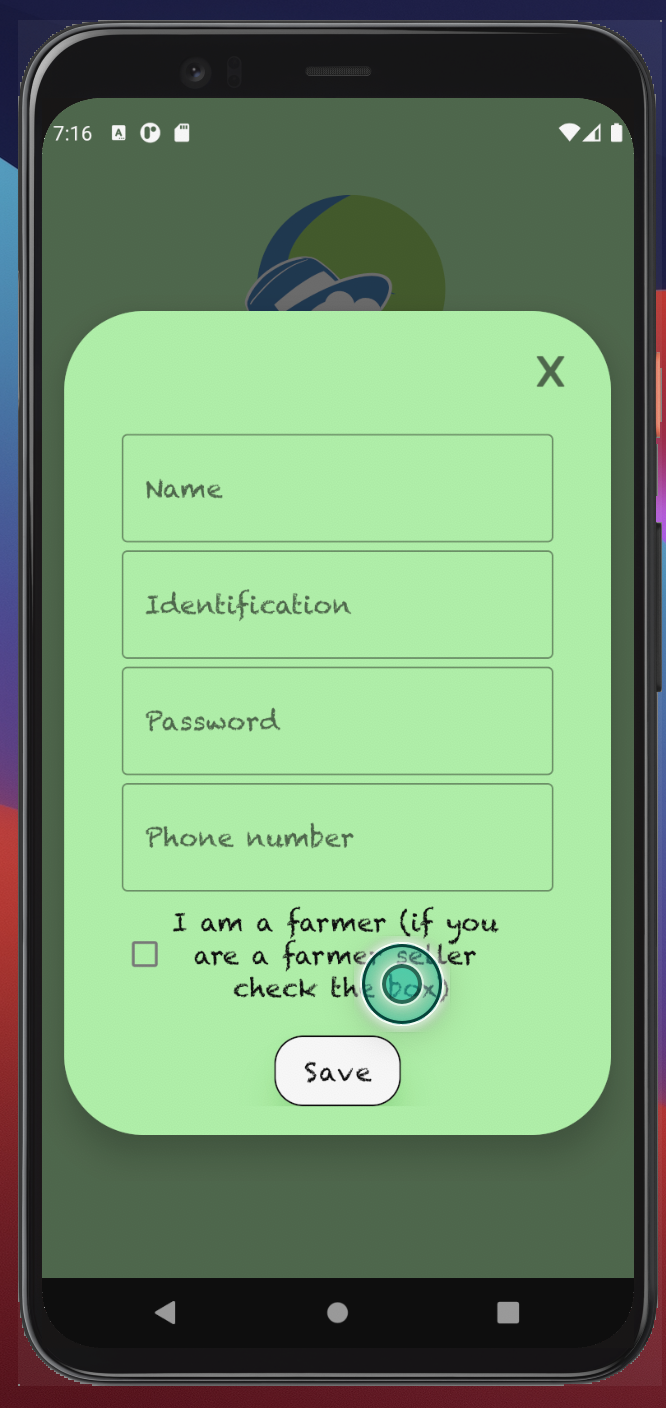 7:16
X
Name
Identification
Password
Phone number
I am a farmer (if you
are a farmer seller
check the box)
Save